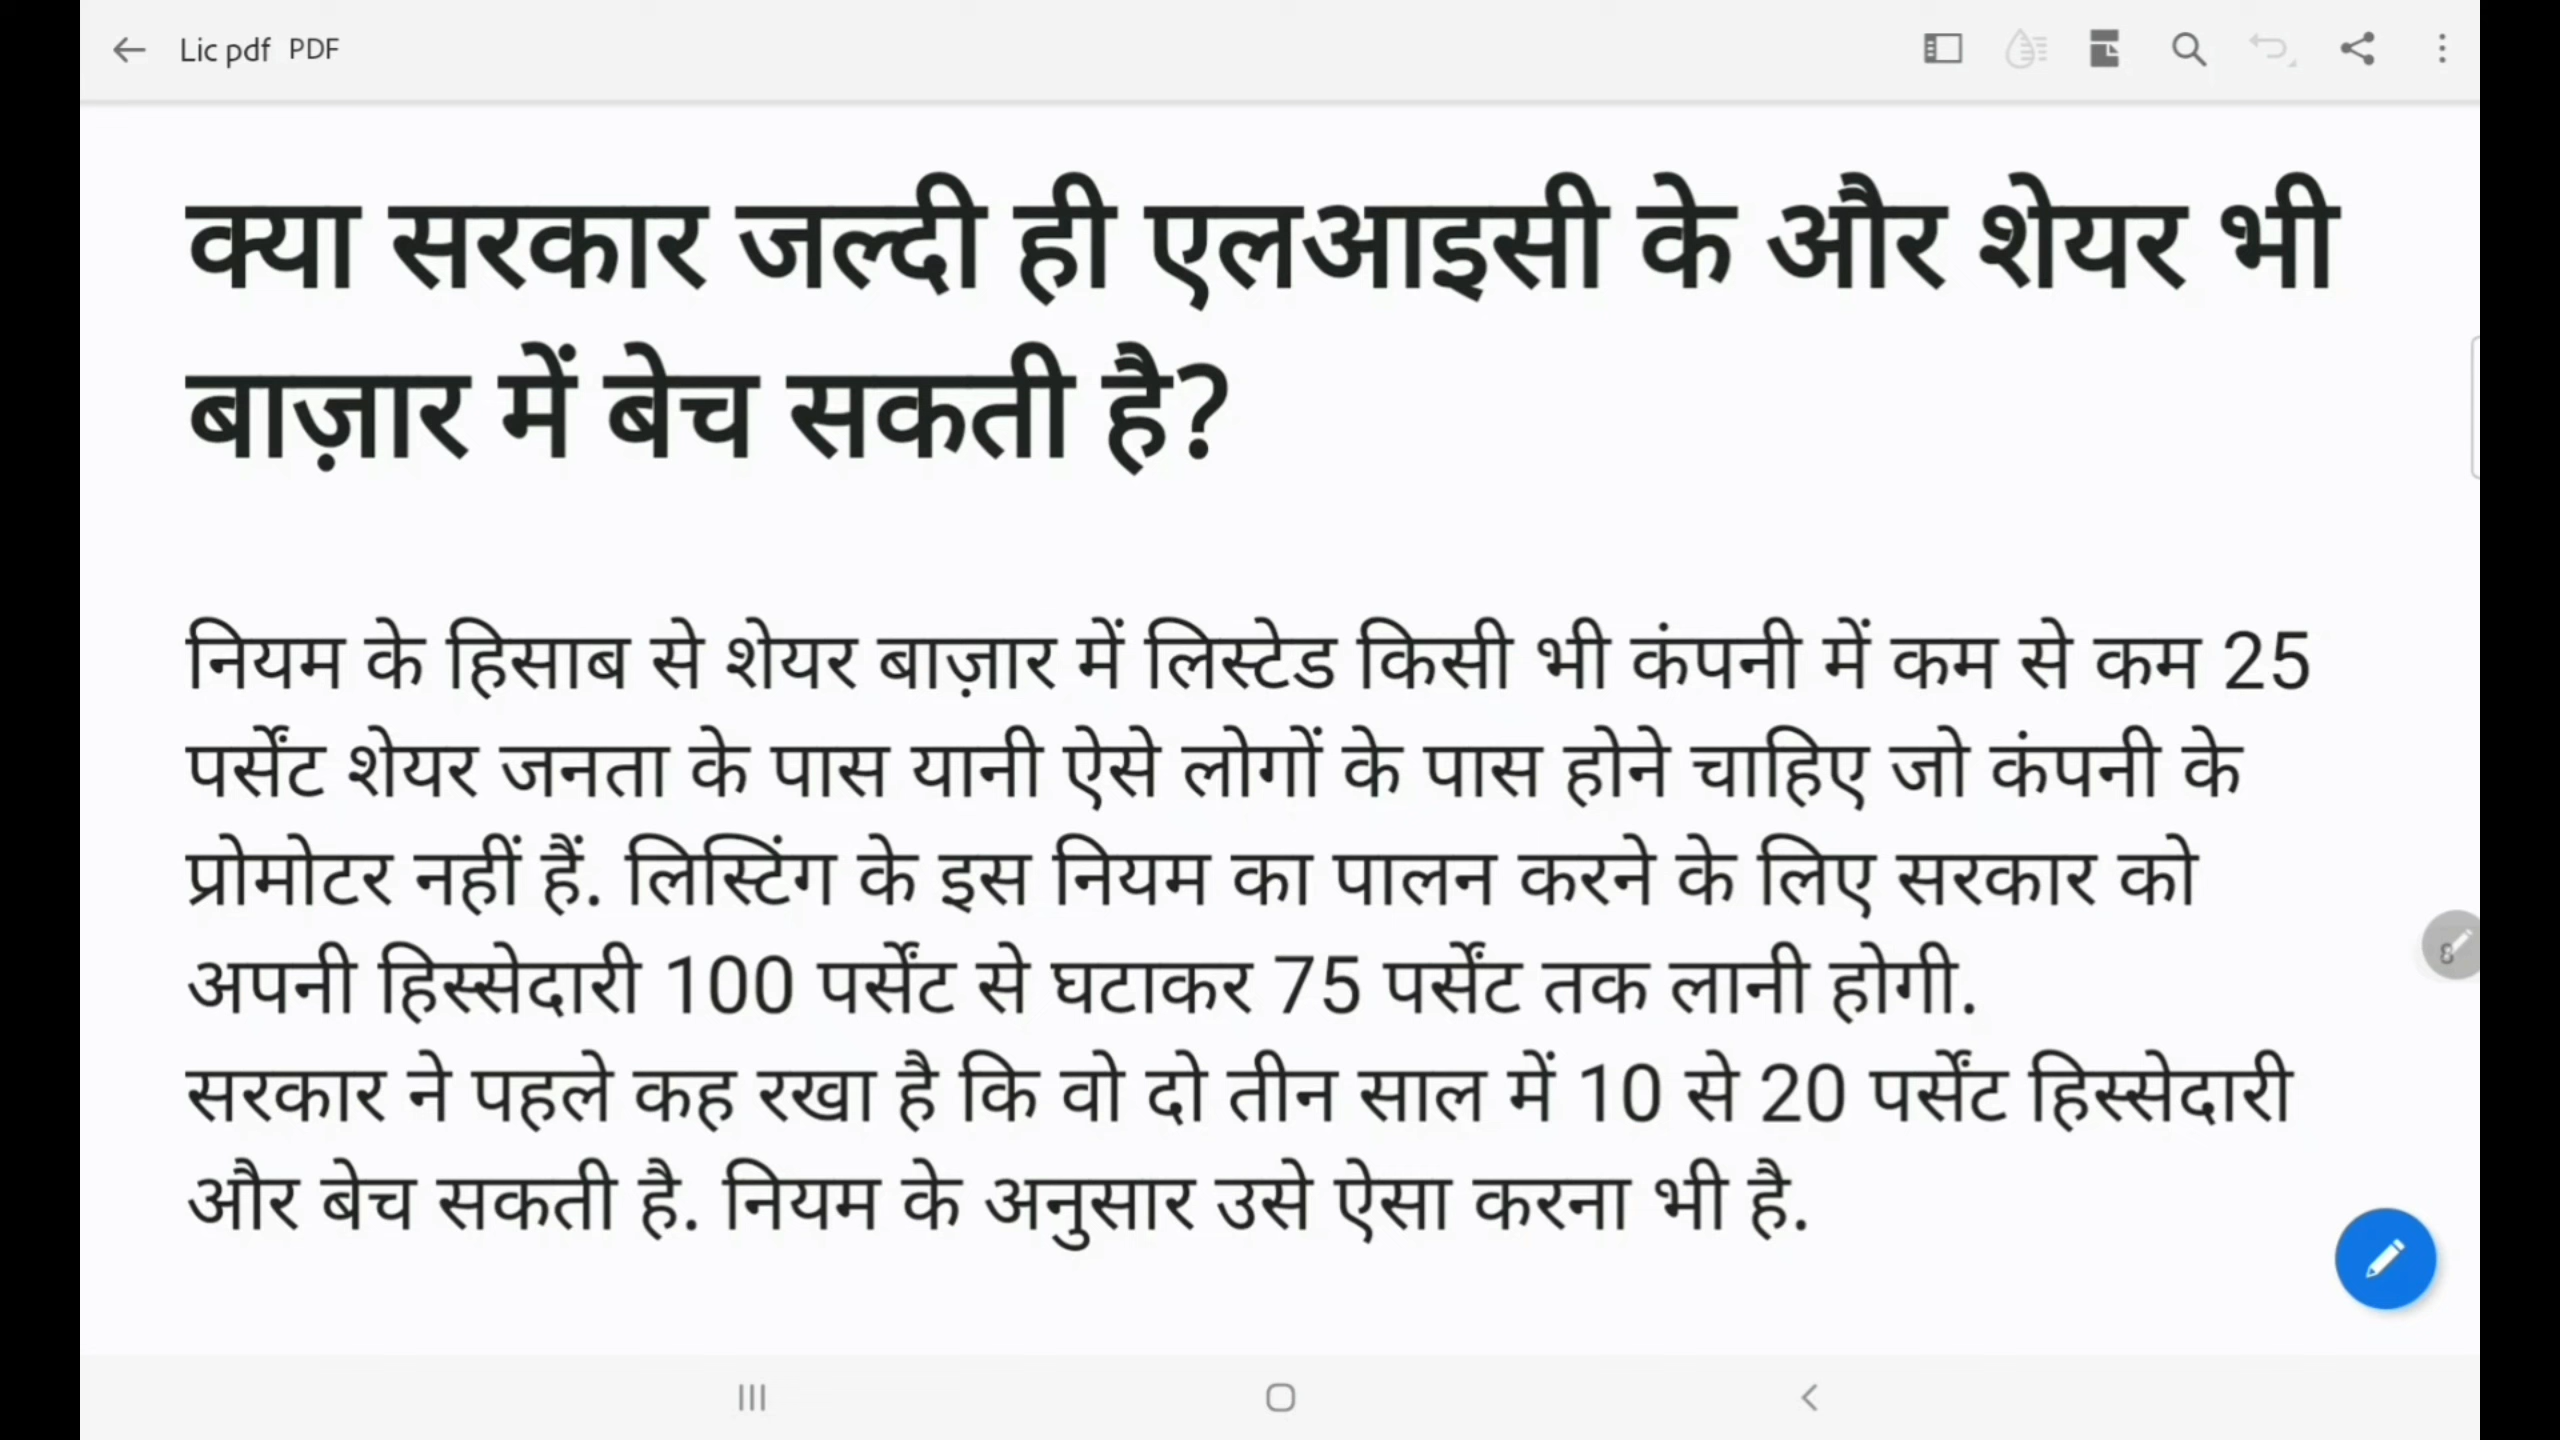 Lic pdf PDF
क्या सरकार जल्दी ही एलआइसी के और शेयर भी
बाज़ार में बेच सकती है?
नियम के हिसाब से शेयर बाज़ार में लिस्टेड किसी भी कंपनी में कम से कम 25
पर्सेंट शेयर जनता के पास यानी ऐसे लोगों के पास होने चाहिए जो कंपनी के
प्रोमोटर नहीं हैं. लिस्टिंग के इस नियम का पालन करने के लिए सरकार को
अपनी हिस्सेदारी 100 पर्सेंट से घटाकर 75 पर्सेंट तक लानी होगी.
सरकार ने पहले कह रखा है कि वो दो तीन साल में 10 से 20 पर्सेंट हिस्सेदारी
और बेच सकती है. नियम के अनुसार उसे ऐसा करना भी है.
8